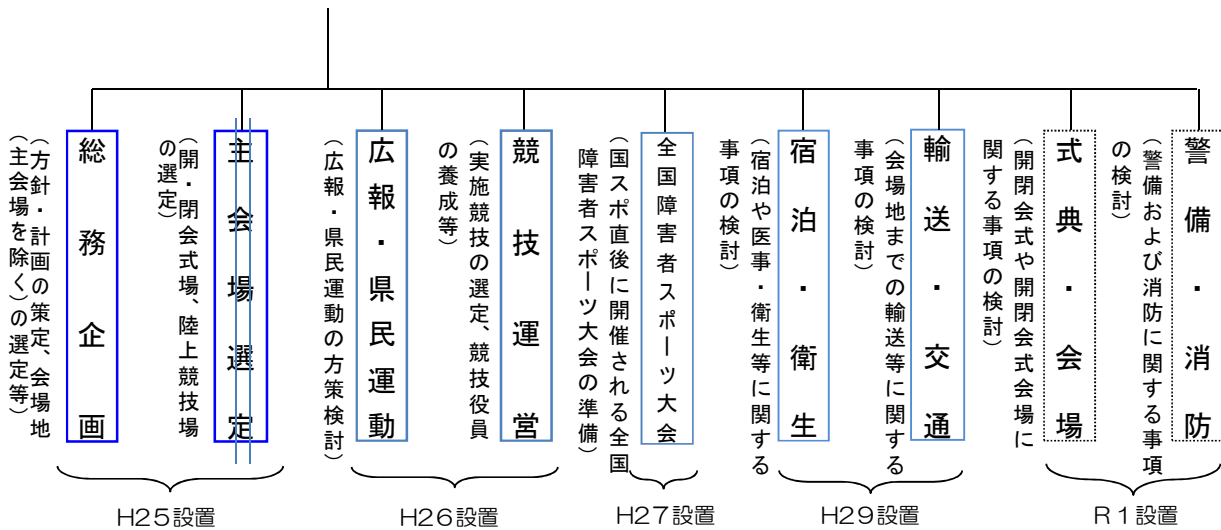 総務企画
（方針・計画の策定、会場地
（主会場を除く）の選定等）
主会場選定
（開・閉会式場、陸上競技場
の選定）
広報・県民運動
（広報・県民運動の方策検討）
競技運営
（実施競技の選定、競技役員
の養成等）
全国障害者スポーツ大会
（国スポ直後に開催される全国
障害者スポーツ大会の準備）
宿泊・衛生
（宿泊や医事・衛生等に関する
事項の検討）
輸送・交通
（会場地までの輸送等に関する
事項の検討）
式典・会場
（開閉会式や開閉会式会場に
関する事項の検討）
警備・消防
（警備および消防に関する事項
の検討）
H25設置
H26設置
H27設置
H29設置
R1設置